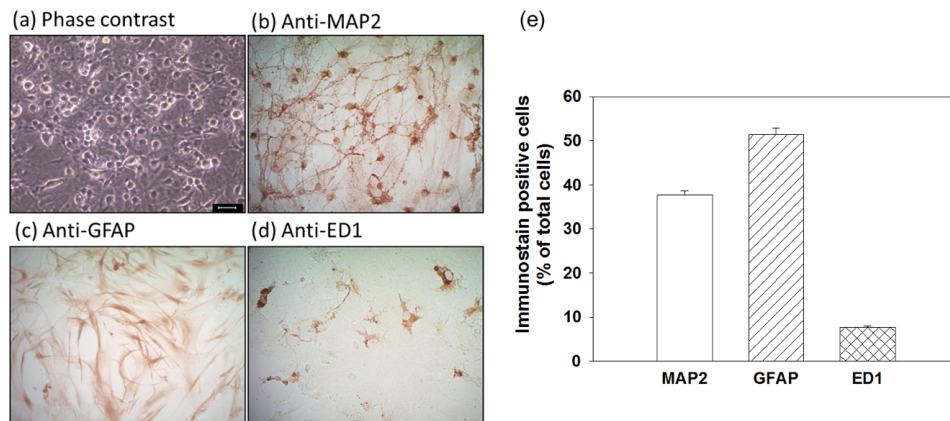 (a) Phase contrast
(b) Anti-MAP2
(c) Anti-GFAP
(d) Anti-ED1
(e)
Immunostain positive cells
(% of total cells)
60
50
40
30
20
10
0
MAP2 GFAP ED1